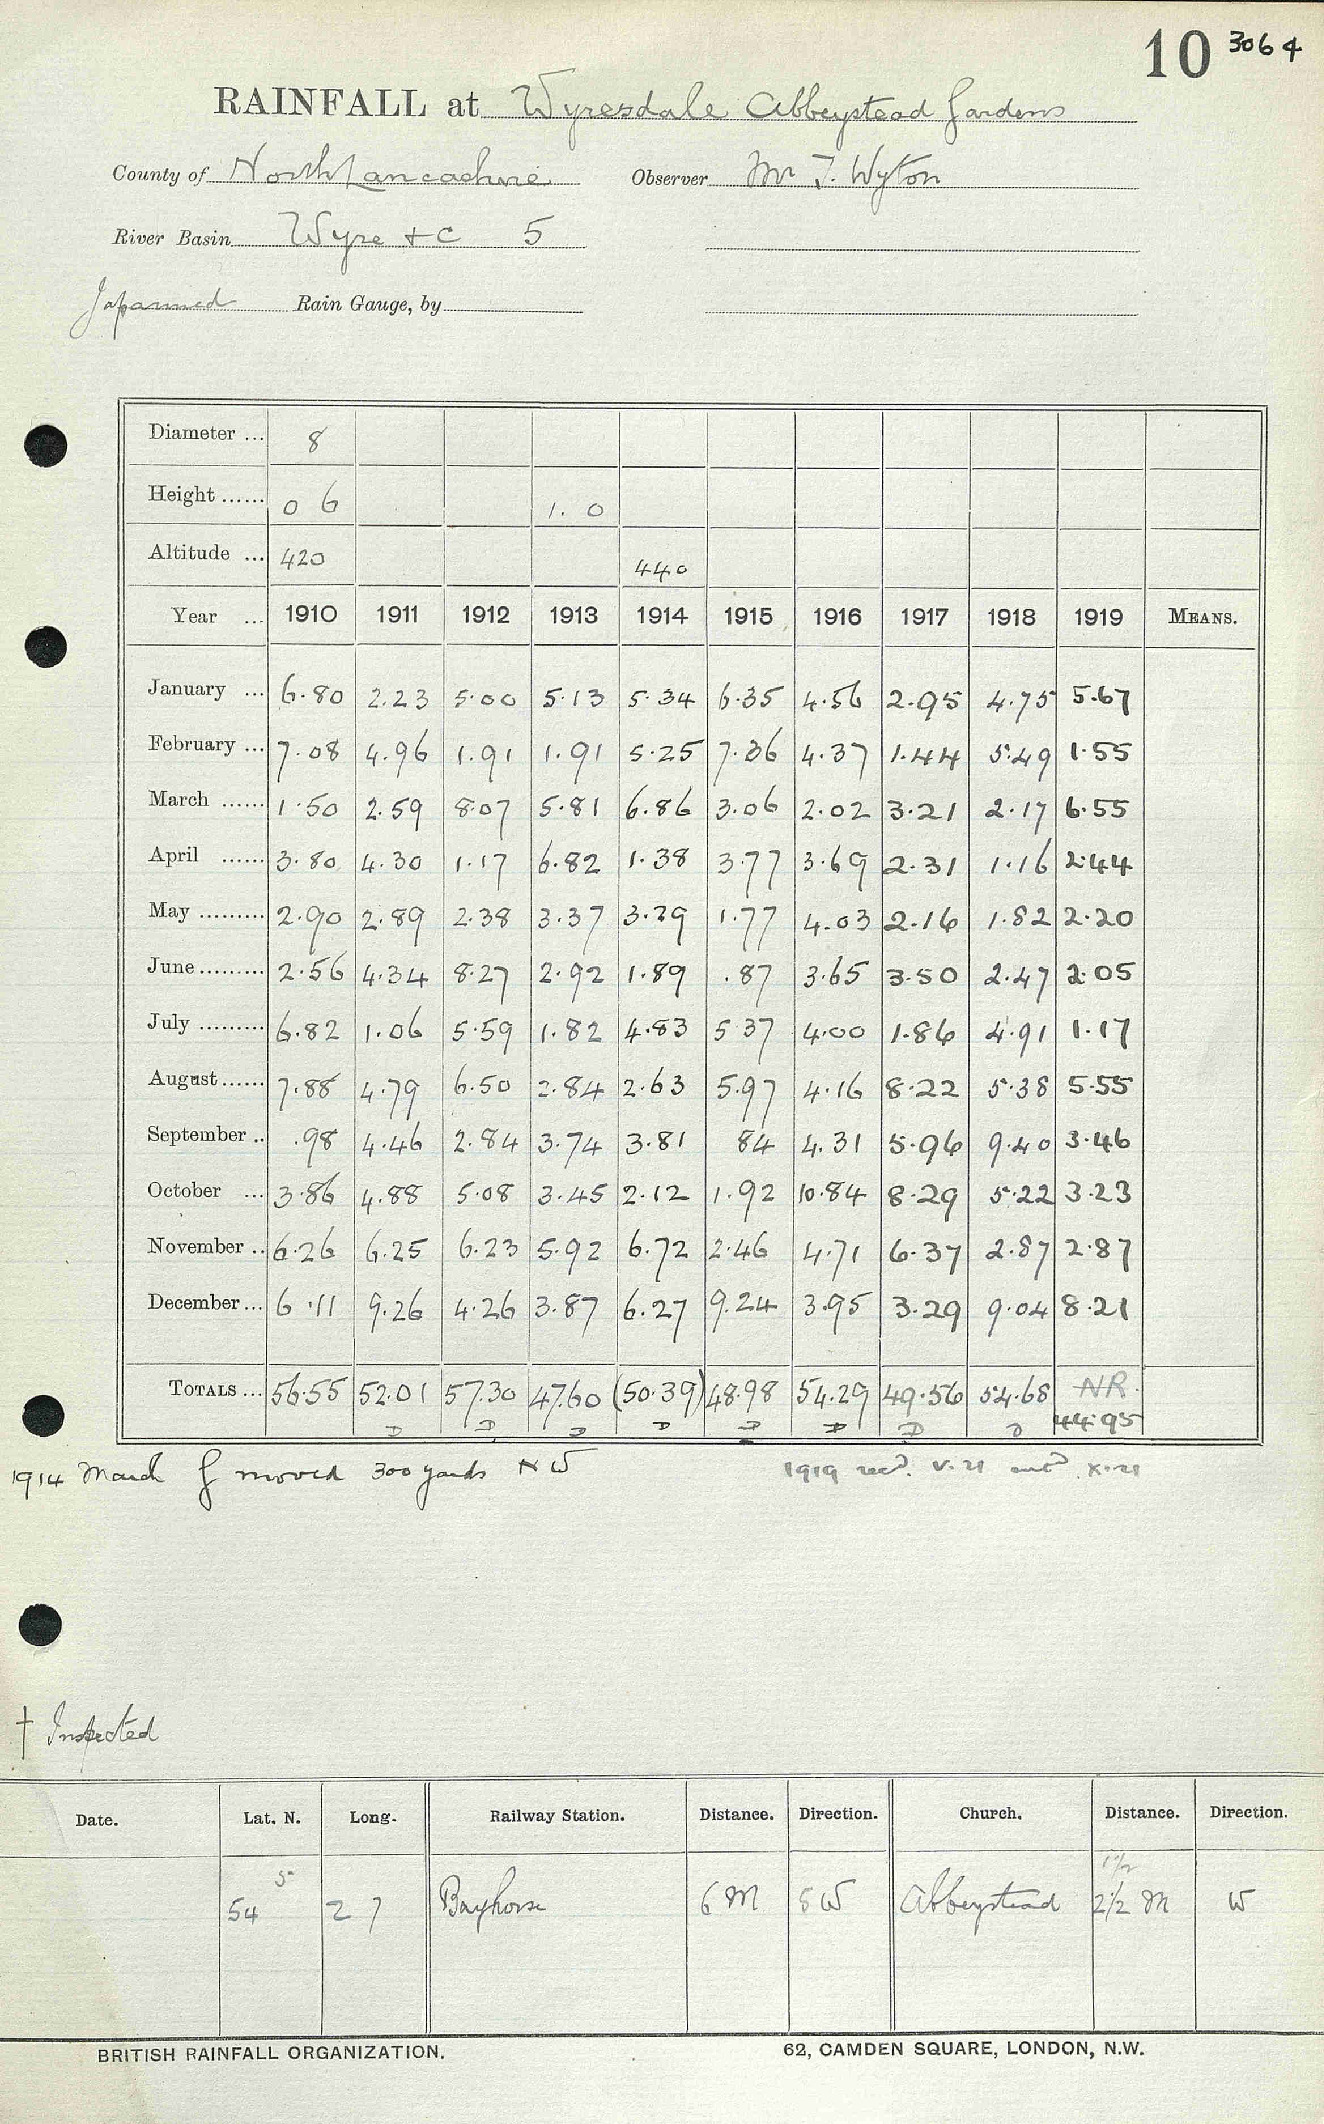 10 3064
RAINFALL at Wyresdale Abbeystead Gardens
County of North Lancashire Observer Mr T. Wyton
River Basin Wyre & C 5
Japanned Rain Gauge, by
Diameter ... 8
Height ...... 0 6 1. 0
Altitude ... 420 440
Year ... 1910 1911 1912 1913 1914 1915 1916 1917 1918 1919 MEANS.
January ... 6.80 2.23 5.00 5.13 5.34 6.35 4.56 2.95 4.75 5.67
February ... 7.08 4.96 1.91 1.91 5.25 7.36 4.37 1.44 5.49 1.55
March ...... 1.50 2.59 8.07 5.81 6.86 3.06 2.02 3.21 2.17 6.55
April ...... 3.80 4.30 1.17 6.82 1.38 3.77 3.69 2.31 1.16 2.44
May ......... 2.90 2.89 2.38 3.37 3.29 1.77 4.03 2.16 1.82 2.20
June ......... 2.56 4.34 8.27 2.92 1.89 .87 3.65 3.50 2.47 2.05
July ......... 6.82 1.06 5.59 1.82 4.83 5.37 4.00 1.86 4.91 1.17
August ...... 7.88 4.79 6.50 2.84 2.63 5.97 4.16 8.22 5.38 5.55
September .. .98 4.46 2.84 3.74 3.81 84 4.31 5.96 9.40 3.46
October ... 3.86 4.88 5.08 3.45 2.12 1.92 10.84 8.29 5.22 3.23
November .. 6.26 6.25 6.23 5.92 6.72 2.46 4.71 6.37 2.87 2.87
December ... 6.11 9.26 4.26 3.87 6.27 9.24 3.95 3.29 9.04 8.21
TOTALS ... 56.55 52.01 57.30 47.60 (50.39) 48.98 54.29 49.56 54.68 NR.
D D D D D D D D 44.95
1914 March G moved 300 yards NW 1919 recd. V.21 X.21
† Inspected
Date. Lat. N. Long. Railway Station. Distance. Direction. Church. Distance. Direction.
5 1½
54 2 7 Bayhorse 6 M SW Abbeystead 2½ M W
BRITISH RAINFALL ORGANIZATION. 62, CAMDEN SQUARE, LONDON, N.W.